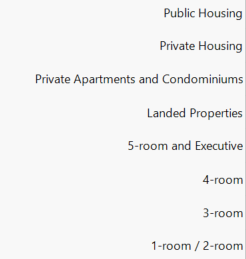 Public Housing
Private Housing
Private Apartments and Condominiums
Landed Properties
5-room and Executive
4-room
3-room
1-room / 2-room